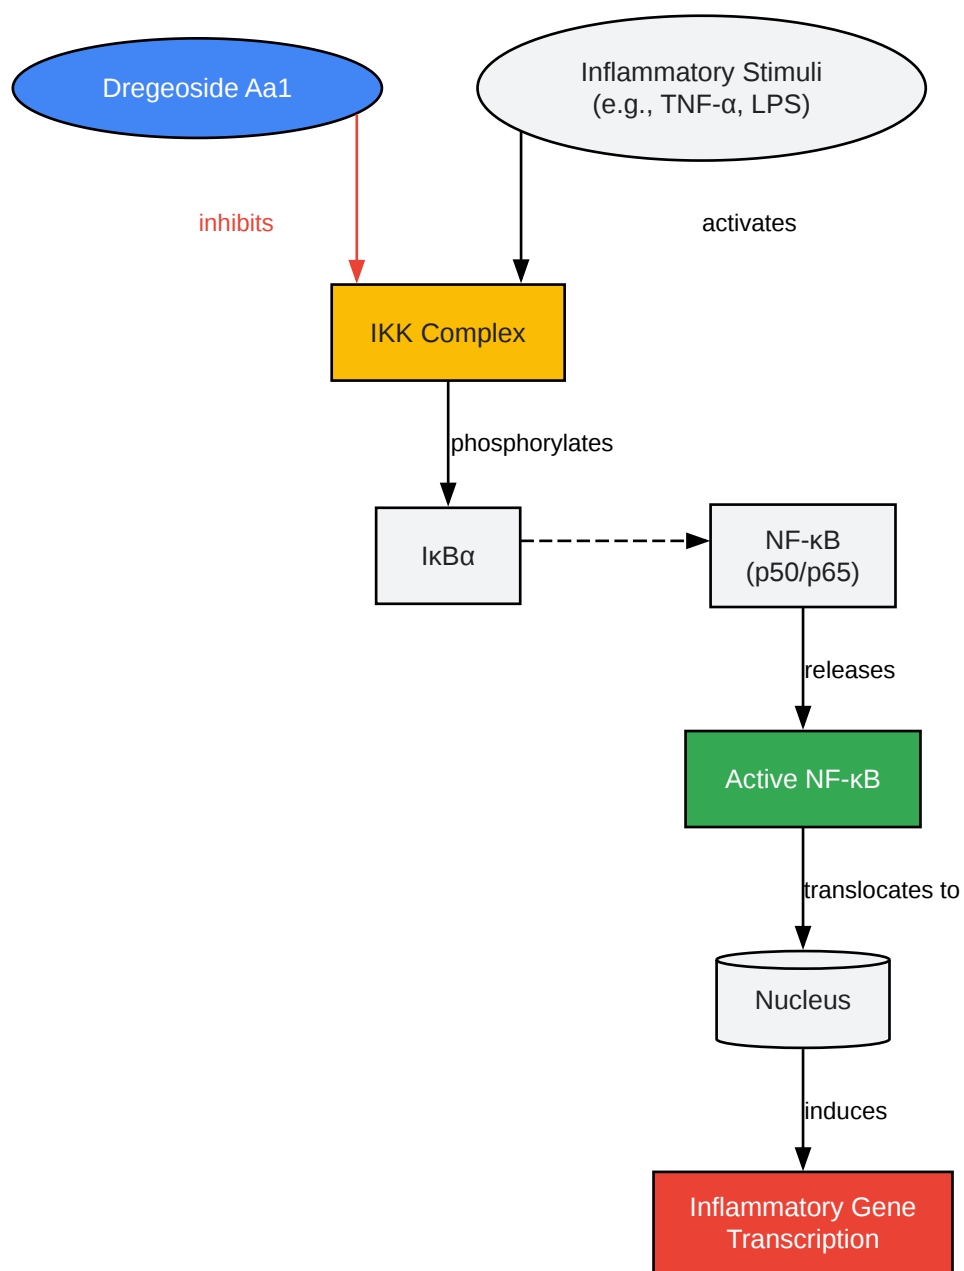 Dregeoside Aa1
Inflammatory Stimuli
(e.g., TNF-α, LPS)
inhibits
activates
IKK Complex
phosphorylates
IκBα
NF-κB
(p50/p65)
releases
Active NF-κB
translocates to
Nucleus
induces
Inflammatory Gene
Transcription